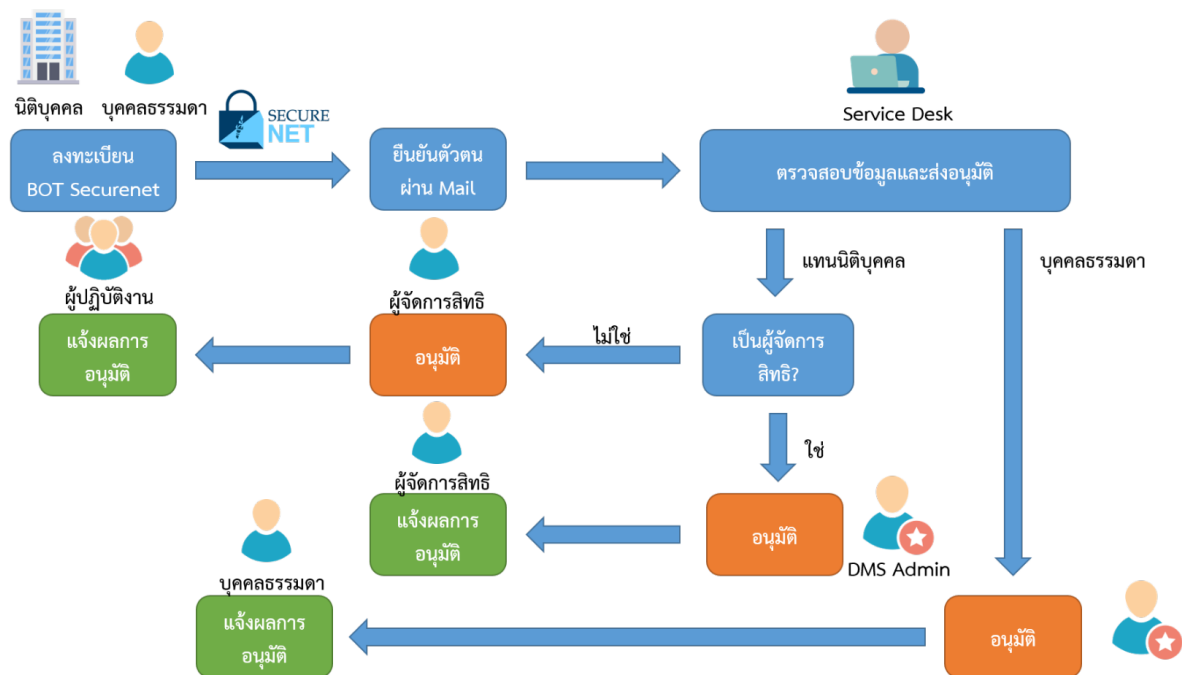 นิติบุคคล
บุคคลธรรมดา
SECURE
NET
Service Desk
ลงทะเบียน
BOT Securenet
ยืนยันตัวตน
ผ่าน Mail
ตรวจสอบข้อมูลและส่งอนุมัติ
แทนนิติบุคคล
บุคคลธรรมดา
ผู้ปฏิบัติงาน
ผู้จัดการสิทธิ
แจ้งผลการ
อนุมัติ
อนุมัติ
ไม่ใช่
เป็นผู้จัดการ
สิทธิ?
ใช่
ผู้จัดการสิทธิ
แจ้งผลการ
อนุมัติ
อนุมัติ
DMS Admin
บุคคลธรรมดา
แจ้งผลการ
อนุมัติ
อนุมัติ